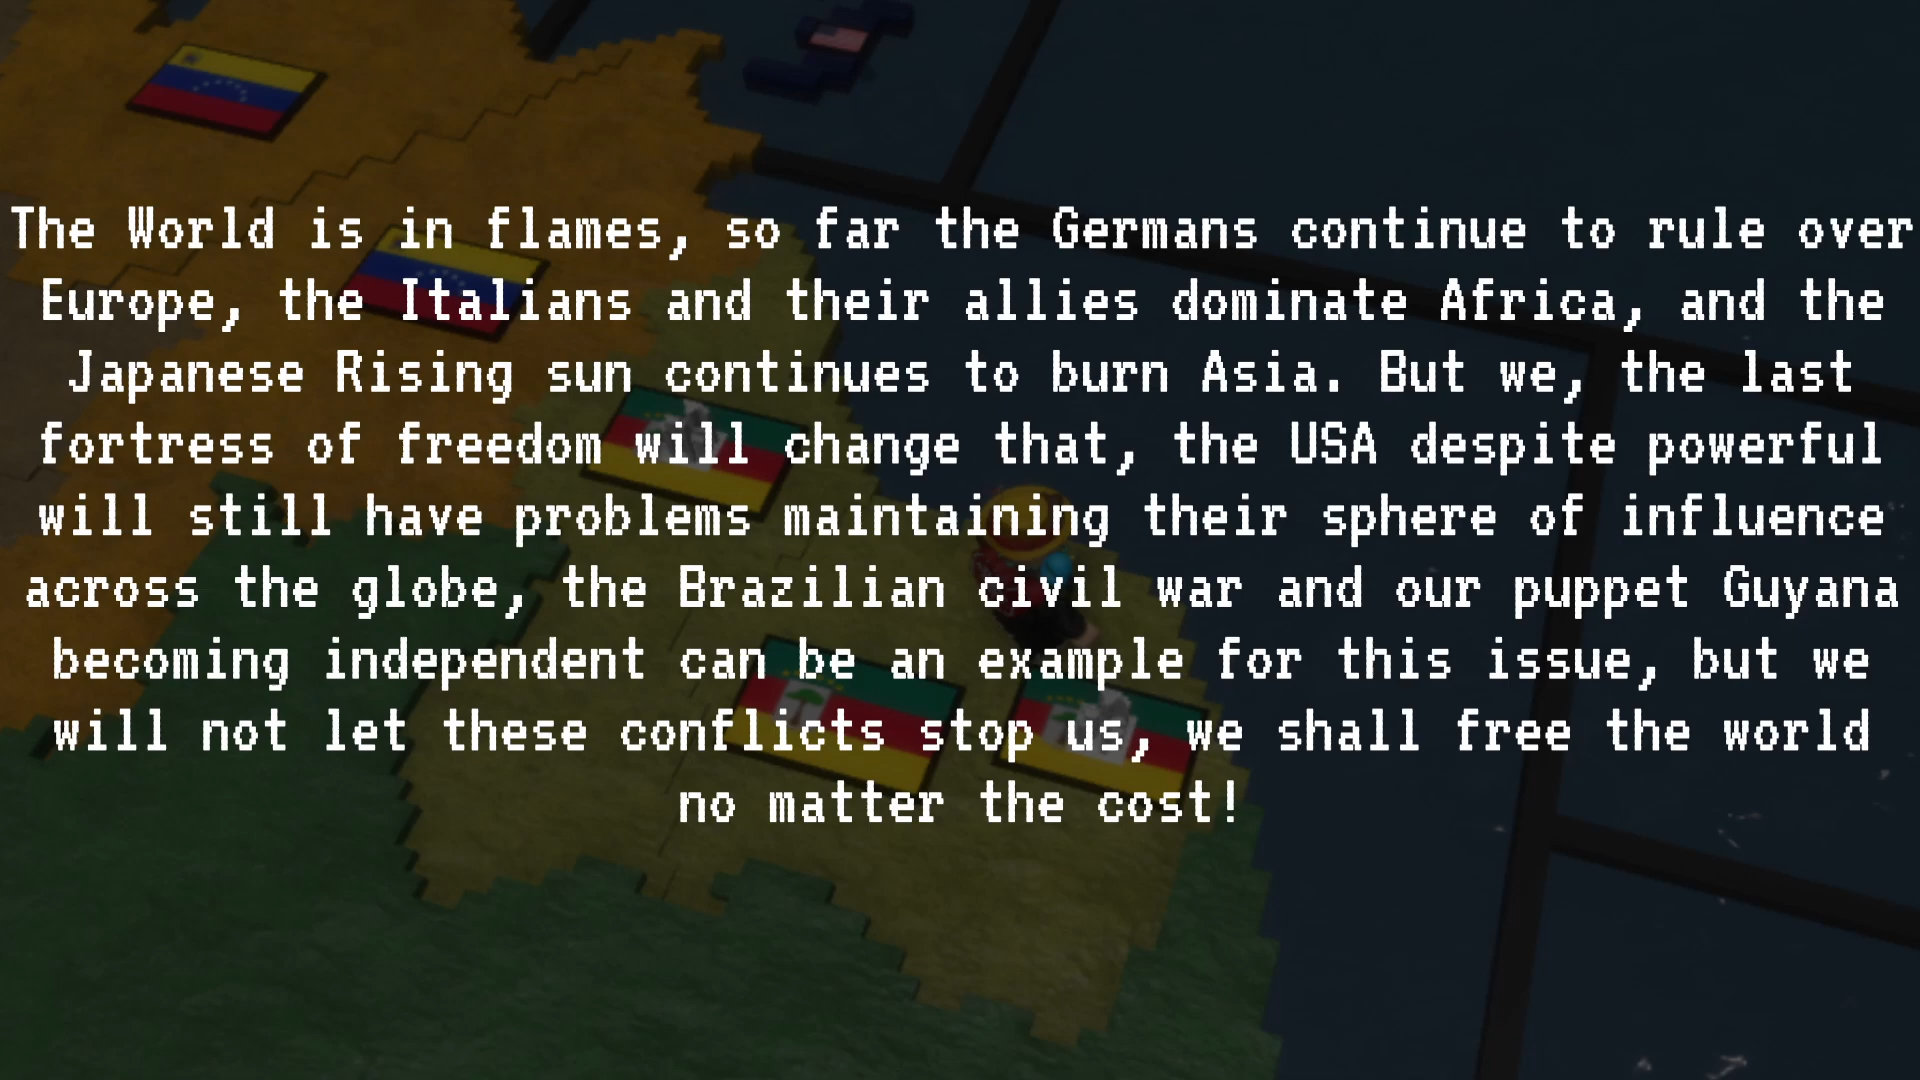 The World is in flames, so far the Germans continue to rule over
Europe, the Italians and their allies dominate Africa, and the
Japanese Rising sun continues to burn Asia. But we, the last
fortress of freedom will change that, the USA despite powerful
will still have problems maintaining their sphere of influence
across the globe, the Brazilian civil war and our puppet Guyana
becoming independent can be an example for this issue, but we
will not let these conflicts stop us, we shall free the world
no matter the cost!